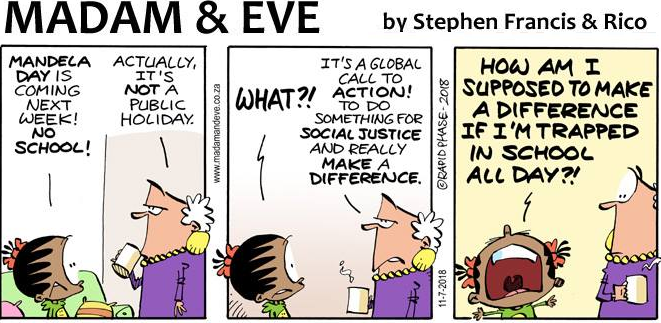 MADAM & EVE
by Stephen Francis & Rico
MANDELA
DAY IS
COMING
NEXT
WEEK!
NO
SCHOOL!
ACTUALLY,
IT'S
NOT A
PUBLIC
HOLIDAY.
www.madamandeve.co.za
WHAT?!
IT'S A GLOBAL
CALL TO
ACTION!
TO DO
SOMETHING FOR
SOCIAL JUSTICE
AND REALLY
MAKE A
DIFFERENCE.
©RAPID PHASE-2018
11-7-2018
HOW AM I
SUPPOSED TO MAKE
A DIFFERENCE
IF I'M TRAPPED
IN SCHOOL
ALL DAY?!